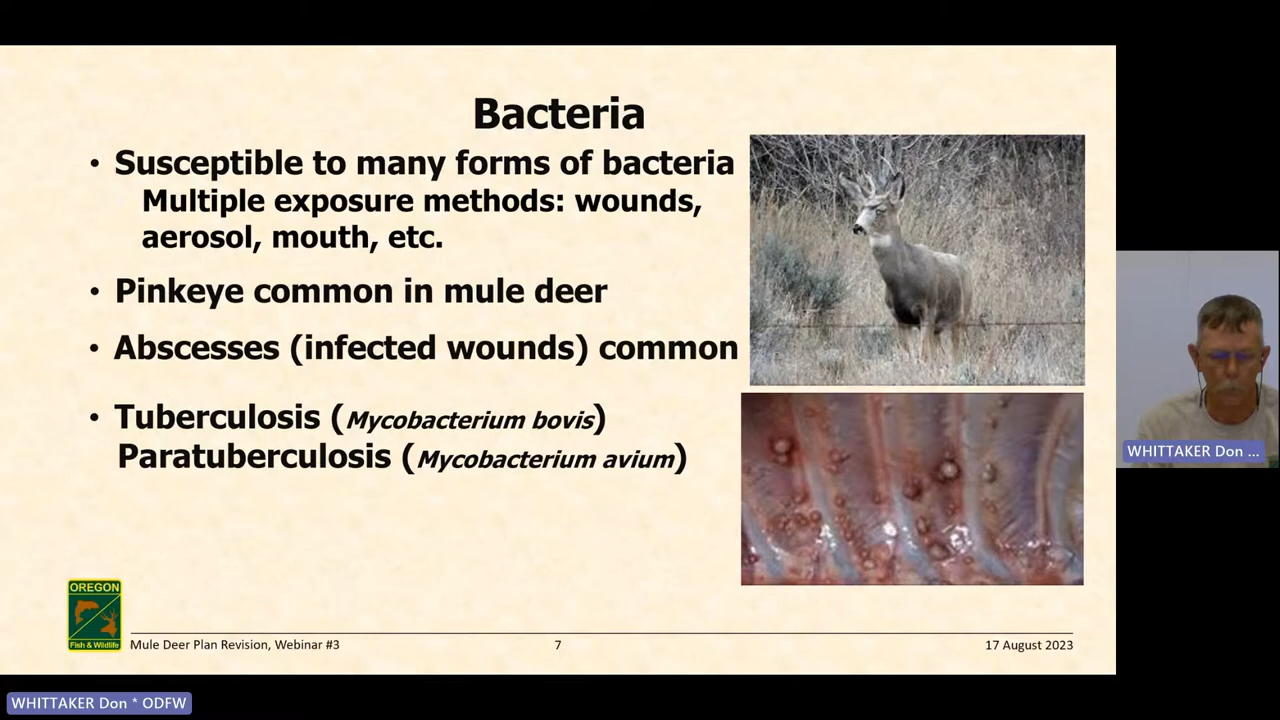 Bacteria
• Susceptible to many forms of bacteria
Multiple exposure methods: wounds,
aerosol, mouth, etc.
• Pinkeye common in mule deer
• Abscesses (infected wounds) common
• Tuberculosis (Mycobacterium bovis)
Paratuberculosis (Mycobacterium avium)
OREGON
Fish & Wildlife
Mule Deer Plan Revision, Webinar #3
7
17 August 2023
WHITTAKER Don ...
WHITTAKER Don * ODFW